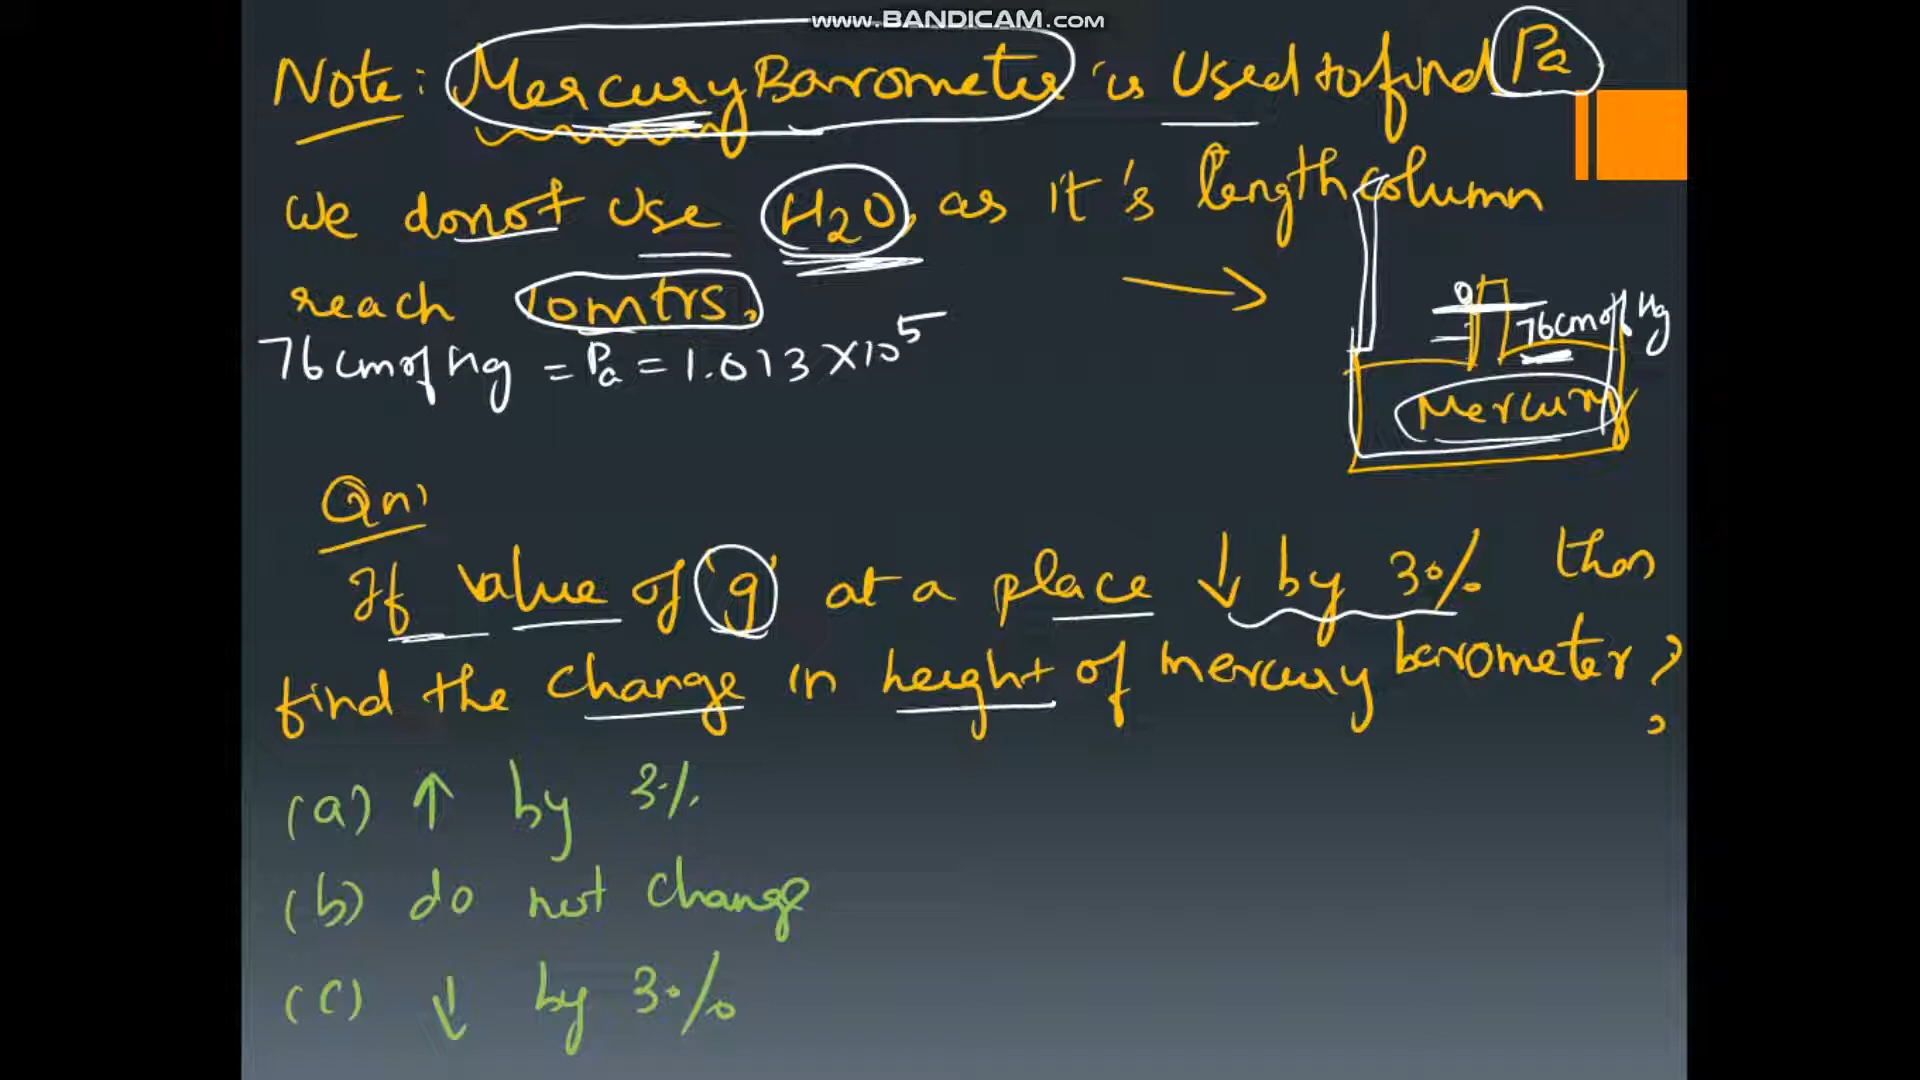 www.BANDICAM.com
Note: Mercury Barometer is used to find Pa
we donot use H2O, as it's length column
reach 10mtrs.
76cm of Hg = Pa = 1.013 × 10^5
76cm of Hg
Mercury
Qn:
If value of 'g' at a place ↓ by 3% then
find the change in height of mercury barometer?
(a) ↑ by 3%
(b) do not change
(c) ↓ by 3%